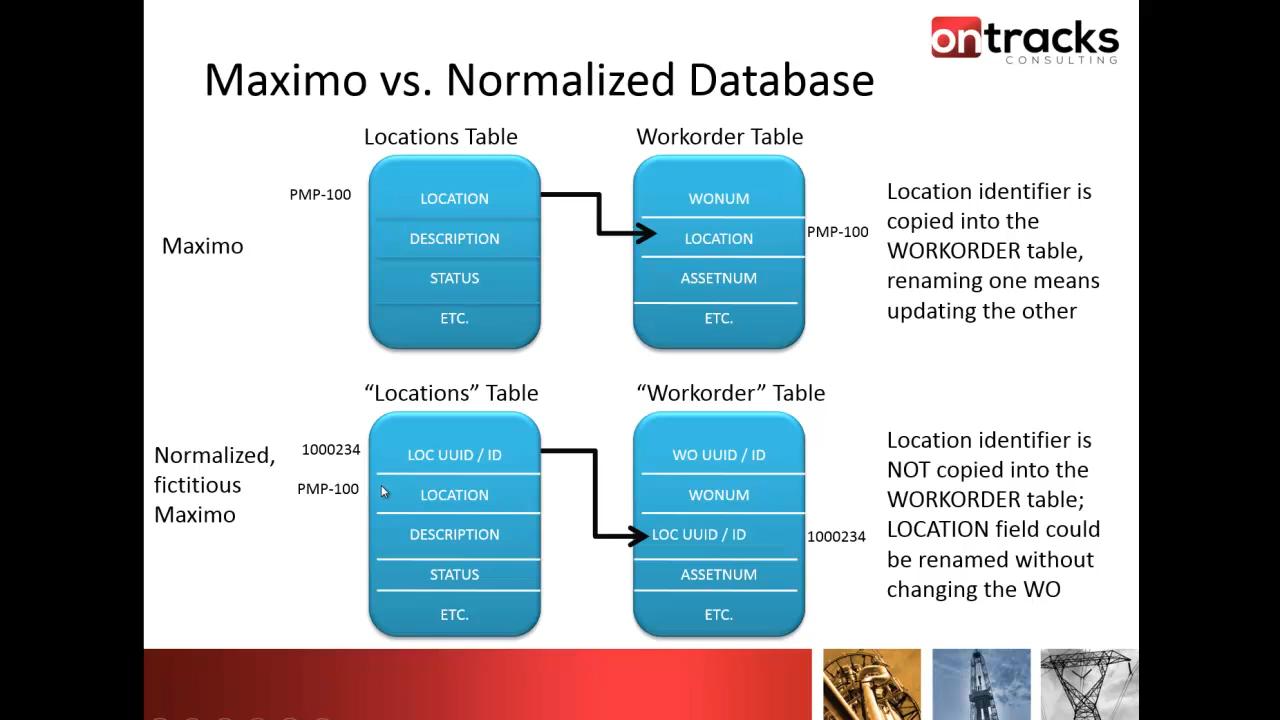 ontracks
CONSULTING
Maximo vs. Normalized Database
Locations Table
Workorder Table
Maximo
PMP-100
LOCATION
DESCRIPTION
STATUS
ETC.
WONUM
LOCATION
ASSETNUM
ETC.
PMP-100
Location identifier is
copied into the
WORKORDER table,
renaming one means
updating the other
“Locations” Table
“Workorder” Table
Normalized,
fictitious
Maximo
1000234
PMP-100
LOC UUID / ID
LOCATION
DESCRIPTION
STATUS
ETC.
WO UUID / ID
WONUM
LOC UUID / ID
ASSETNUM
ETC.
1000234
Location identifier is
NOT copied into the
WORKORDER table;
LOCATION field could
be renamed without
changing the WO